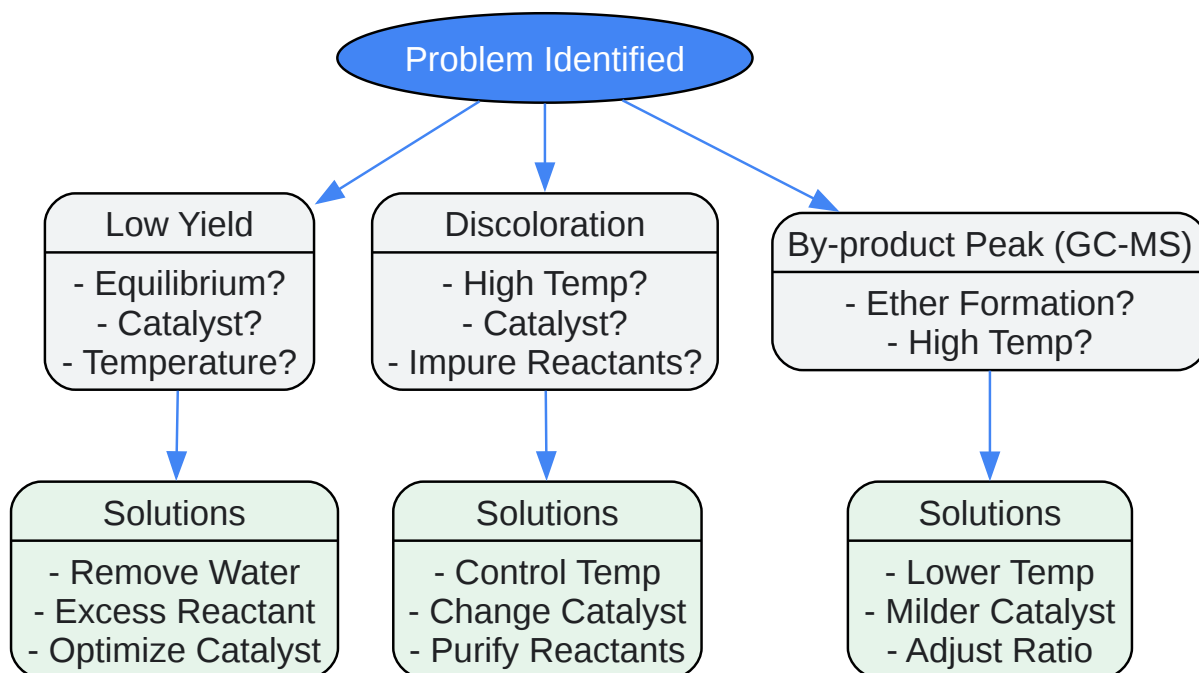 Problem Identified
Low Yield
- Equilibrium?
- Catalyst?
- Temperature?
Discoloration
- High Temp?
- Catalyst?
- Impure Reactants?
By-product Peak (GC-MS)
- Ether Formation?
- High Temp?
Solutions
- Remove Water
- Excess Reactant
- Optimize Catalyst
Solutions
- Control Temp
- Change Catalyst
- Purify Reactants
Solutions
- Lower Temp
- Milder Catalyst
- Adjust Ratio